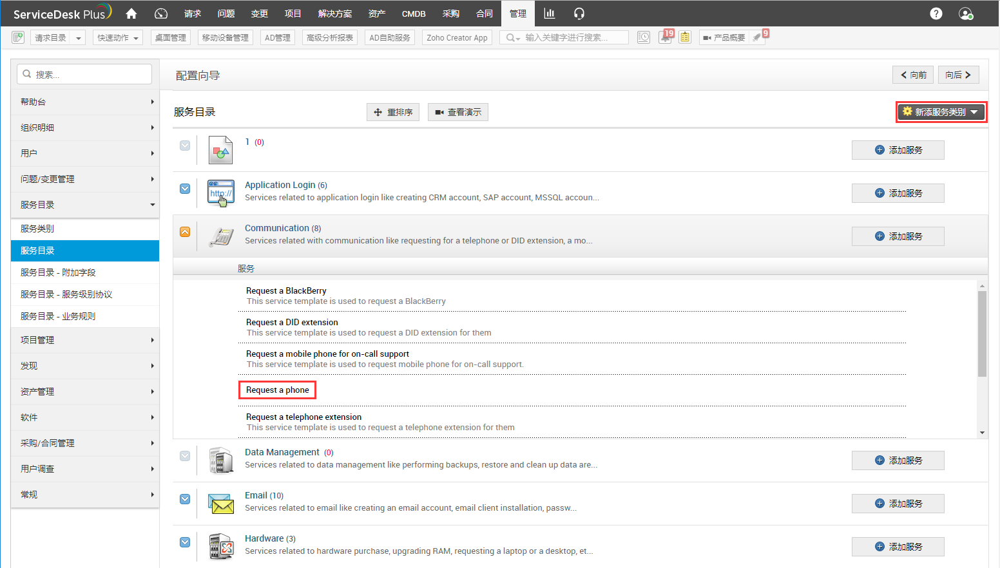 ServiceDesk Plus 请求 问题 变更 项目 解决方案 资产 CMDB 采购 合同 管理
请求目录 快速动作 桌面管理 移动设备管理 AD管理 高级分析报表 AD自助服务 Zoho Creator App 输入关键字进行搜索... 19 产品概要 9
搜索...
帮助台
组织明细
用户
问题/变更管理
服务目录
服务类别
服务目录
服务目录 - 附加字段
服务目录 - 服务级别协议
服务目录 - 业务规则
项目管理
发现
资产管理
软件
采购/合同管理
用户调查
常规
配置向导 向前 向后
服务目录 重排序 查看演示 新添服务类别
1 (0) 添加服务
Application Login (6)
Services related to application login like creating CRM account, SAP account, MSSQL accoun...
添加服务
Communication (8)
Services related with communication like requesting for a telephone or DID extension, a mo...
添加服务
服务
Request a BlackBerry
This service template is used to request a BlackBerry
Request a DID extension
This service template is used to request a DID extension for them
Request a mobile phone for on-call support
This service template is used to request mobile phone for on-call support.
Request a phone
Request a telephone extension
This service template is used to request a telephone extension for them
Data Management (0)
Services related to data management like performing backups, restore and clean up data are...
添加服务
Email (10)
Services related to email like creating an email account, email client installation, passw...
添加服务
http://
Hardware (3)
Services related to hardware purchase, upgrading RAM, requesting a laptop or a desktop, et...
添加服务